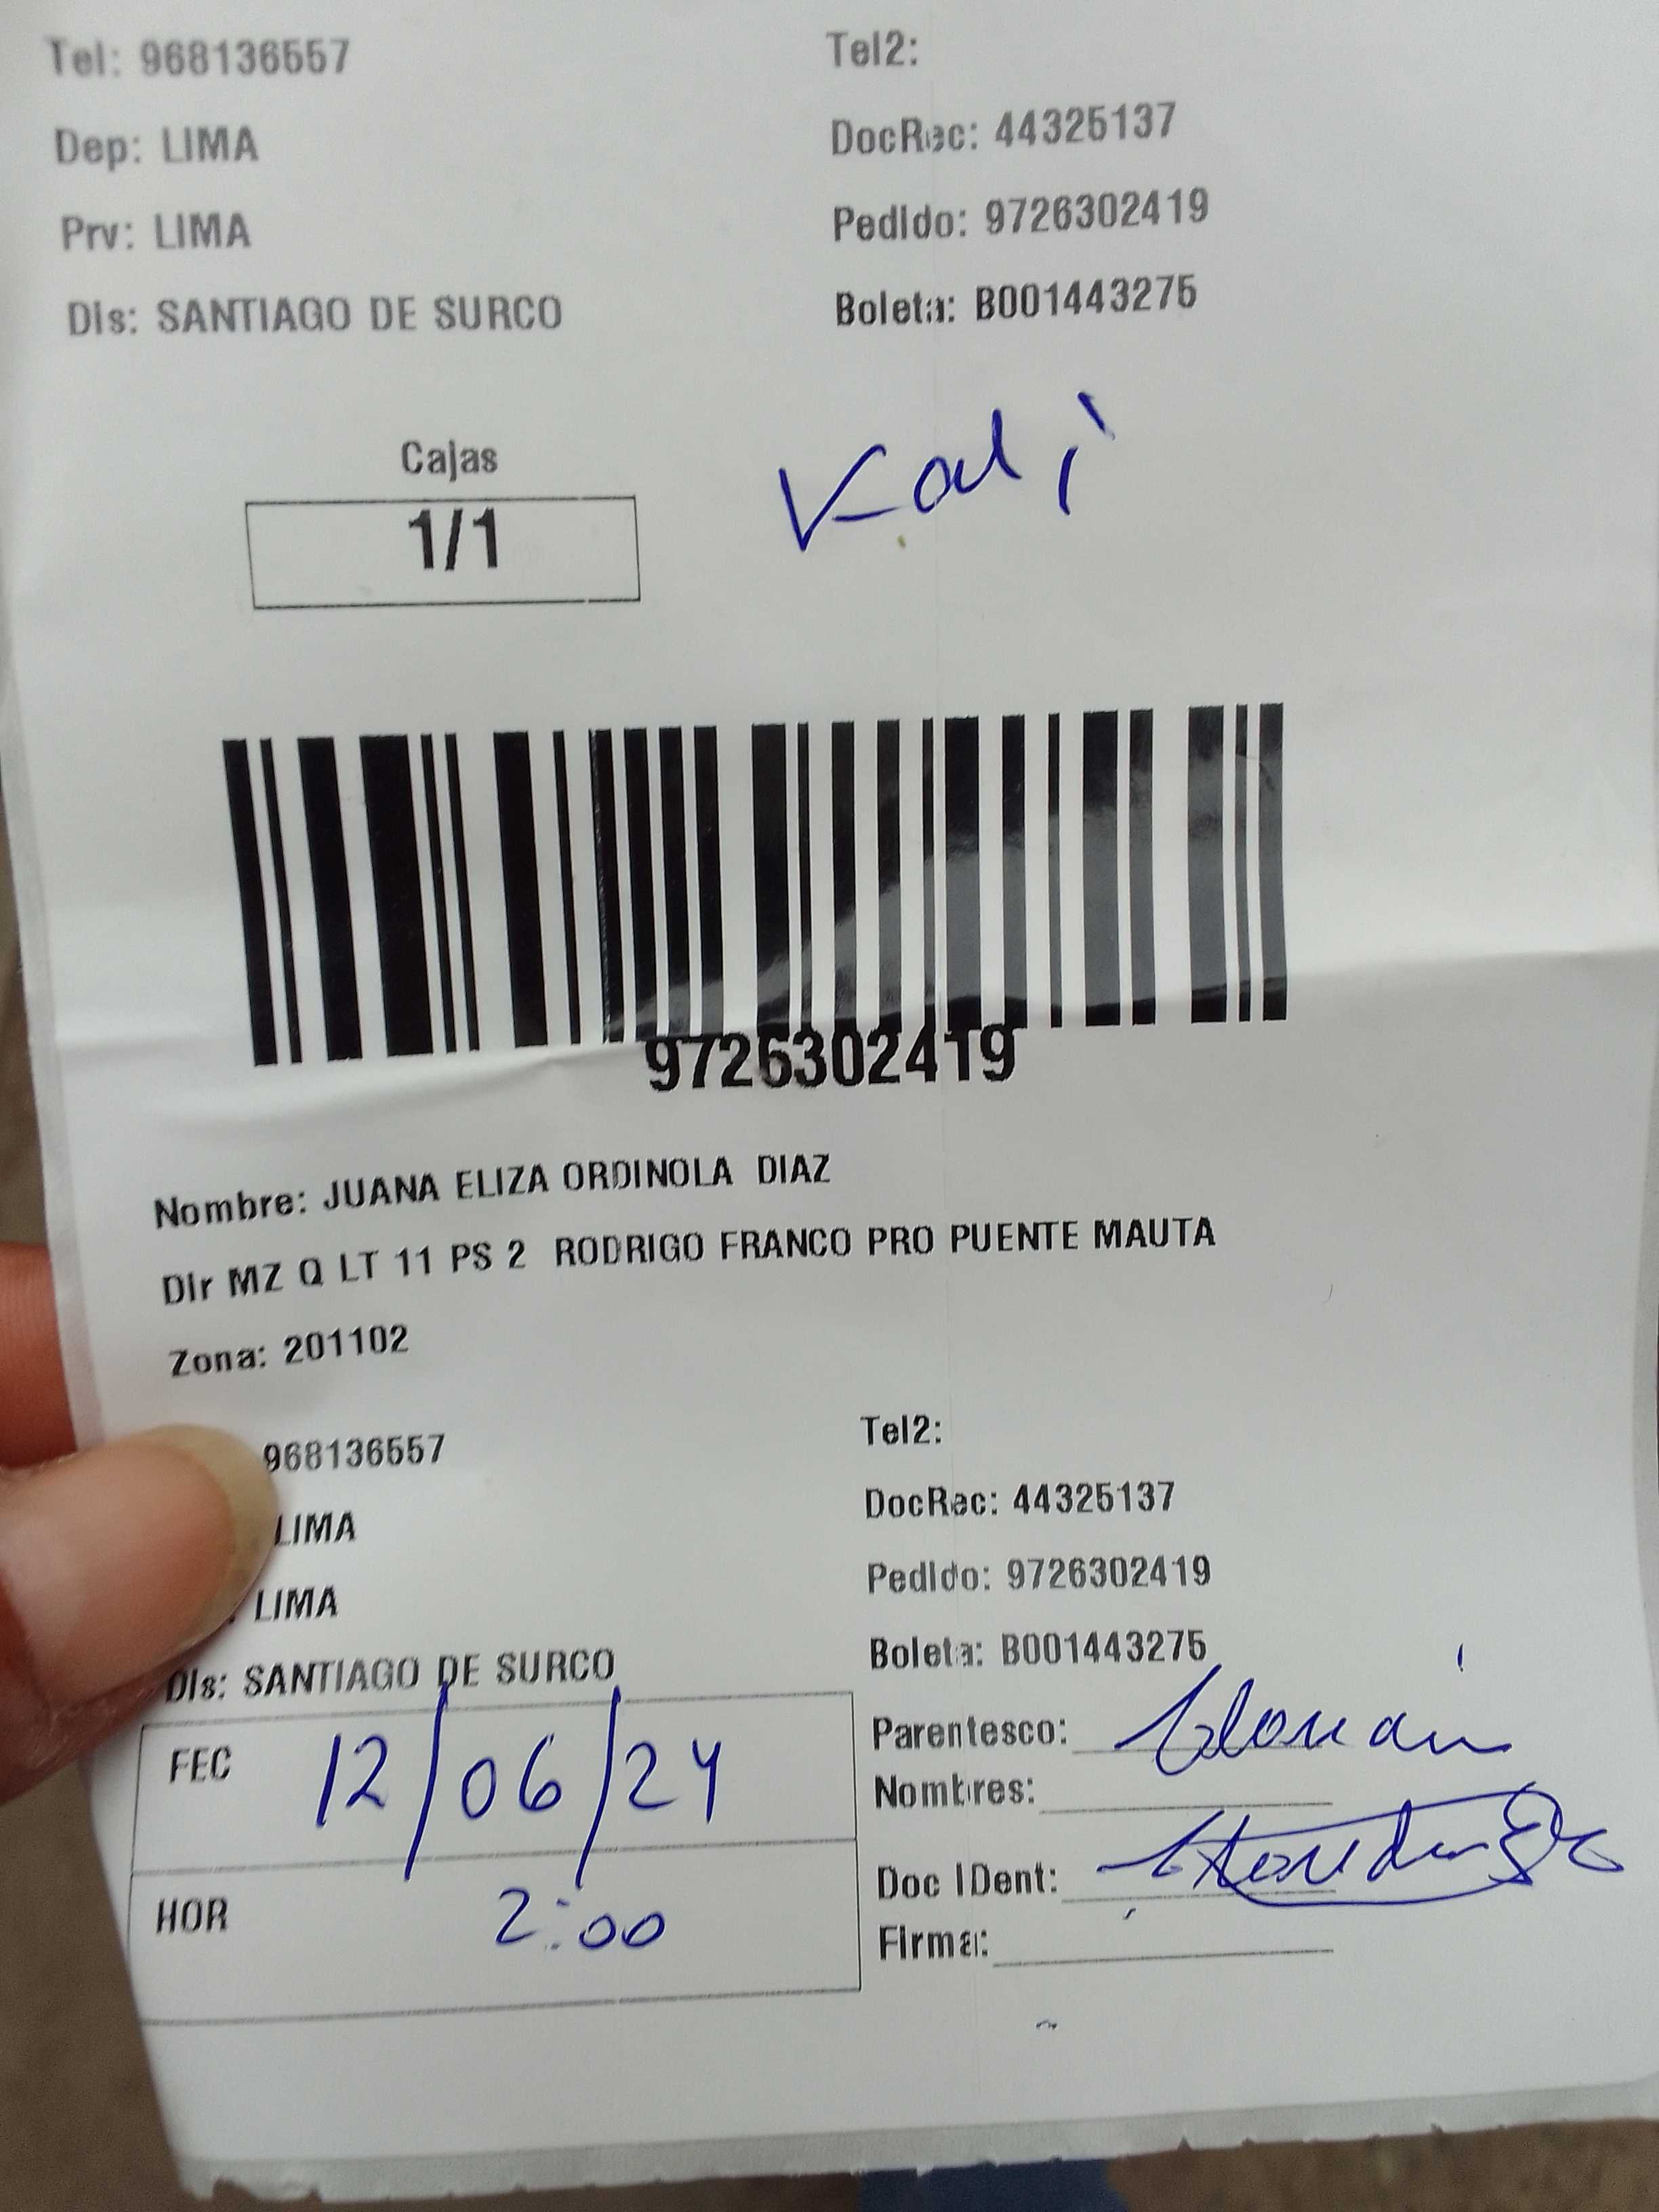 Tel: 968136557
Tel2:
Dep: LIMA
DocRec: 44325137
Prv: LIMA
Pedido: 9726302419
Dis: SANTIAGO DE SURCO
Boleta: B001443275
Cajas
1/1
9726302419
Nombre: JUANA ELIZA ORDINOLA DIAZ
Dir MZ Q LT 11 PS 2 RODRIGO FRANCO PRO PUENTE MAUTA
Zona: 201102
968136557
Tel2:
LIMA
DocRec: 44325137
LIMA
Pedido: 9726302419
Dis: SANTIAGO DE SURCO
Boleta: B001443275
FEC 12/06/24
Parentesco:
Nombres:
HOR 2:00
Doc IDent:
Firma: